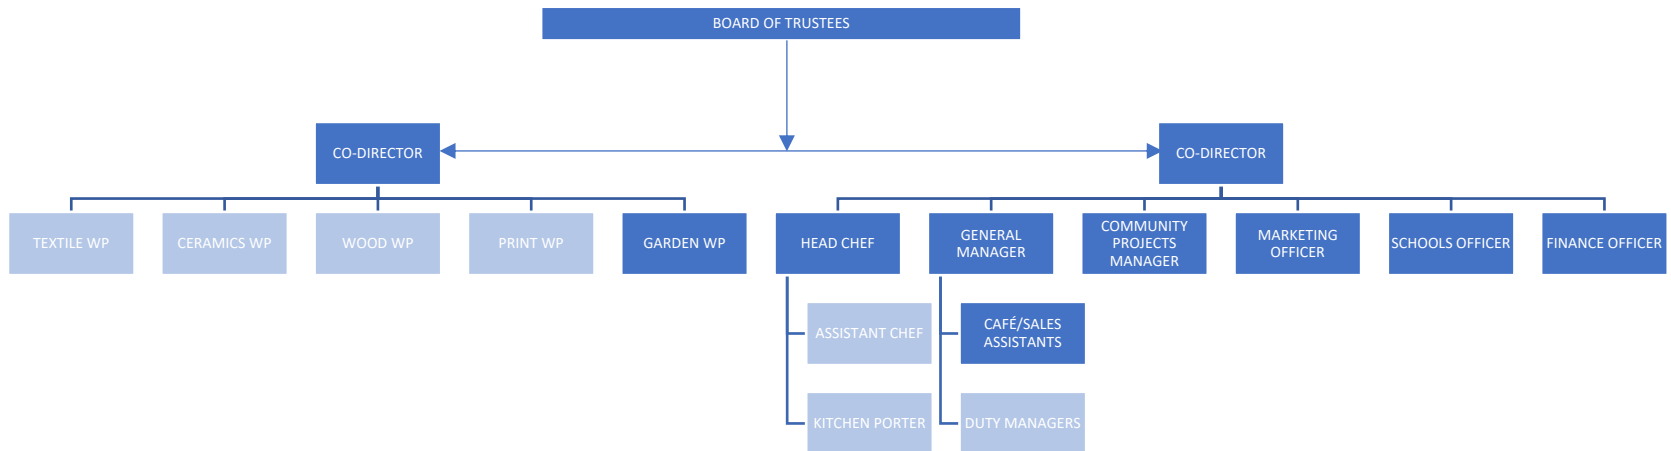 BOARD OF TRUSTEES
CO-DIRECTOR
CO-DIRECTOR
TEXTILE WP
CERAMICS WP
WOOD WP
PRINT WP
GARDEN WP
HEAD CHEF
GENERAL
MANAGER
COMMUNITY
PROJECTS
MANAGER
MARKETING
OFFICER
SCHOOLS OFFICER
FINANCE OFFICER
ASSISTANT CHEF
CAFÉ/SALES
ASSISTANTS
KITCHEN PORTER
DUTY MANAGERS